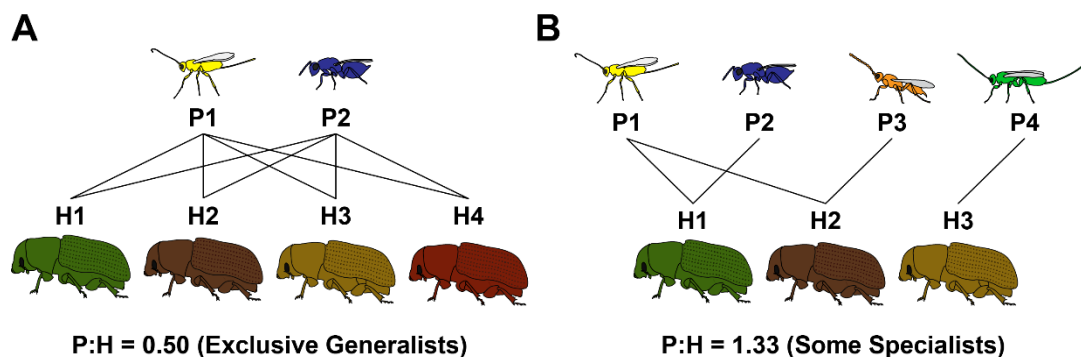 A
P1 P2
H1 H2 H3 H4
P:H = 0.50 (Exclusive Generalists)
B
P1 P2 P3 P4
H1 H2 H3
P:H = 1.33 (Some Specialists)